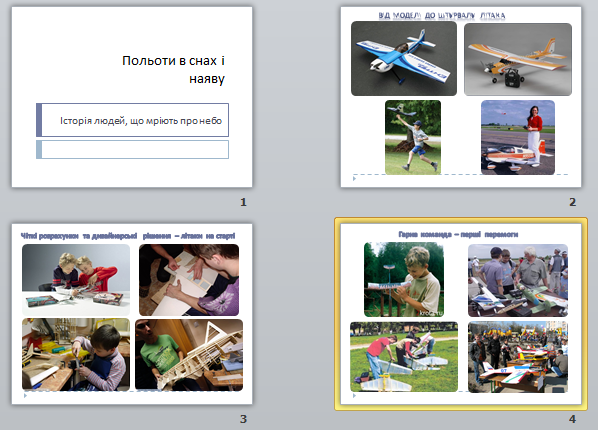 Польоти в снах і
наяву
Історія людей, що мріють про небо
1
ВІД МОДЕЛІ ДО ШТУРВАЛУ ЛІТАКА
2
Чіткі розрахунки та дизайнерські рішення – літаки на старті
3
Гарна команда – перші перемоги
4